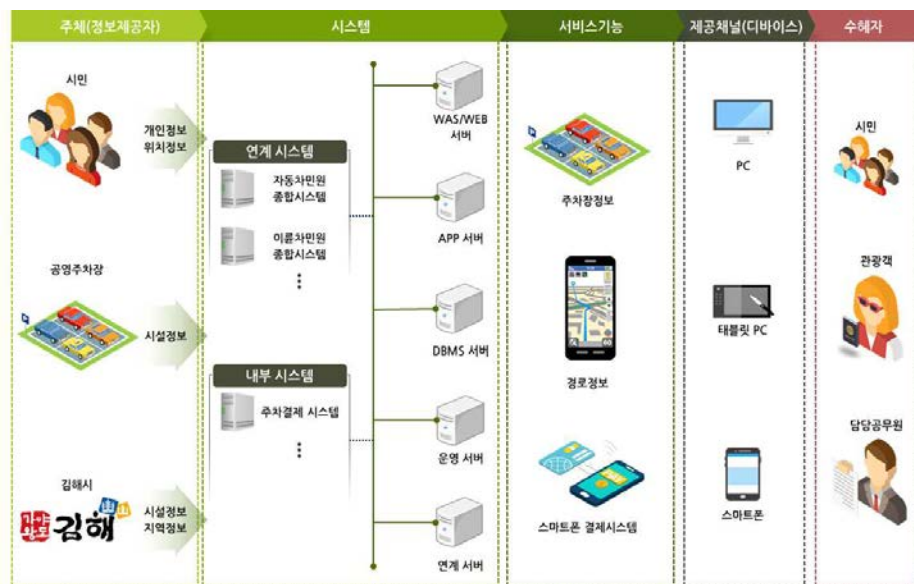 주체(정보제공자)
시스템
서비스기능
제공채널(디바이스)
수혜자
시민
개인정보
위치정보
공영주차장
P
시설정보
김해시
가야
왕도
김해
시설정보
지역정보
연계 시스템
자동차민원
종합시스템
이륜차민원
종합시스템
내부 시스템
주차결제 시스템
WAS/WEB
서버
APP 서버
DBMS 서버
운영 서버
연계 서버
P
주차장정보
경로정보
스마트폰 결제시스템
PC
태블릿 PC
스마트폰
시민
관광객
담당공무원